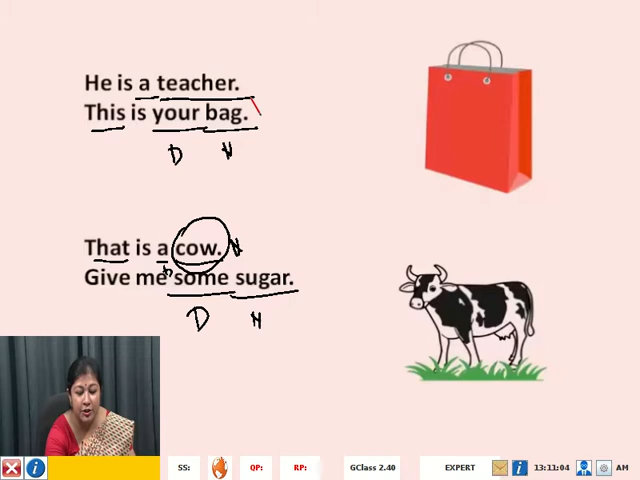 He is a teacher.
This is your bag.
D N
That is a cow. N
Give me some sugar.
D N
SS: QP: RP: GClass 2.40 EXPERT 13:11:04 AM